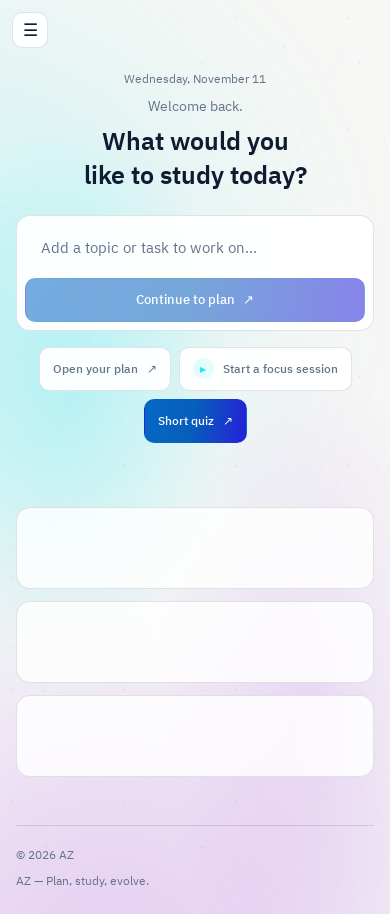 Wednesday, November 11
Welcome back.
What would you
like to study today?
Add a topic or task to work on...
Continue to plan ↗
Open your plan ↗
Start a focus session
Short quiz ↗
© 2026 AZ
AZ — Plan, study, evolve.